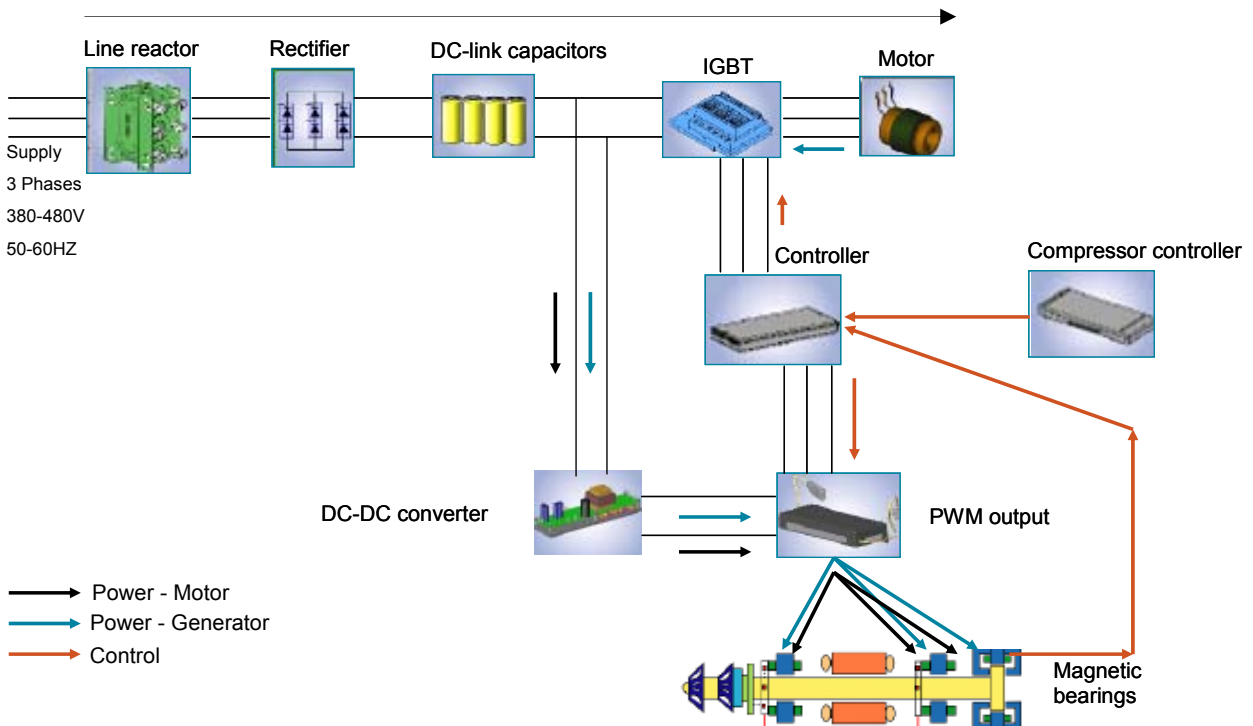 Line reactor
Rectifier
DC-link capacitors
IGBT
Motor
Supply
3 Phases
380-480V
50-60HZ
Controller
Compressor controller
DC-DC converter
PWM output
Power - Motor
Power - Generator
Control
Magnetic
bearings